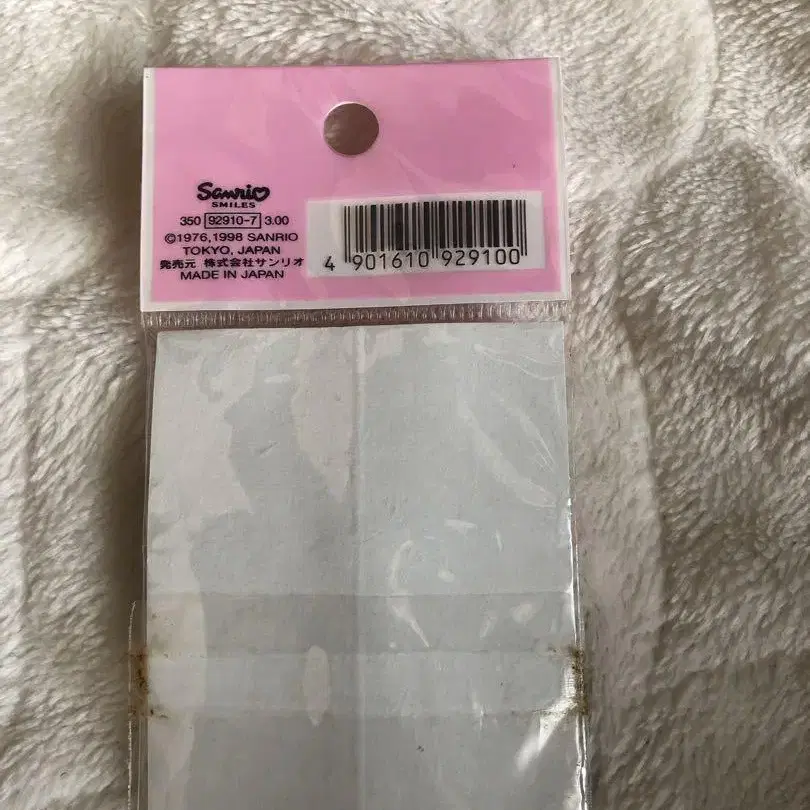 Sanrio
SMILES
350 92910-7 3.00
©1976,1998 SANRIO
TOKYO, JAPAN
発売元 株式会社サンリオ
MADE IN JAPAN
4 901610 929100